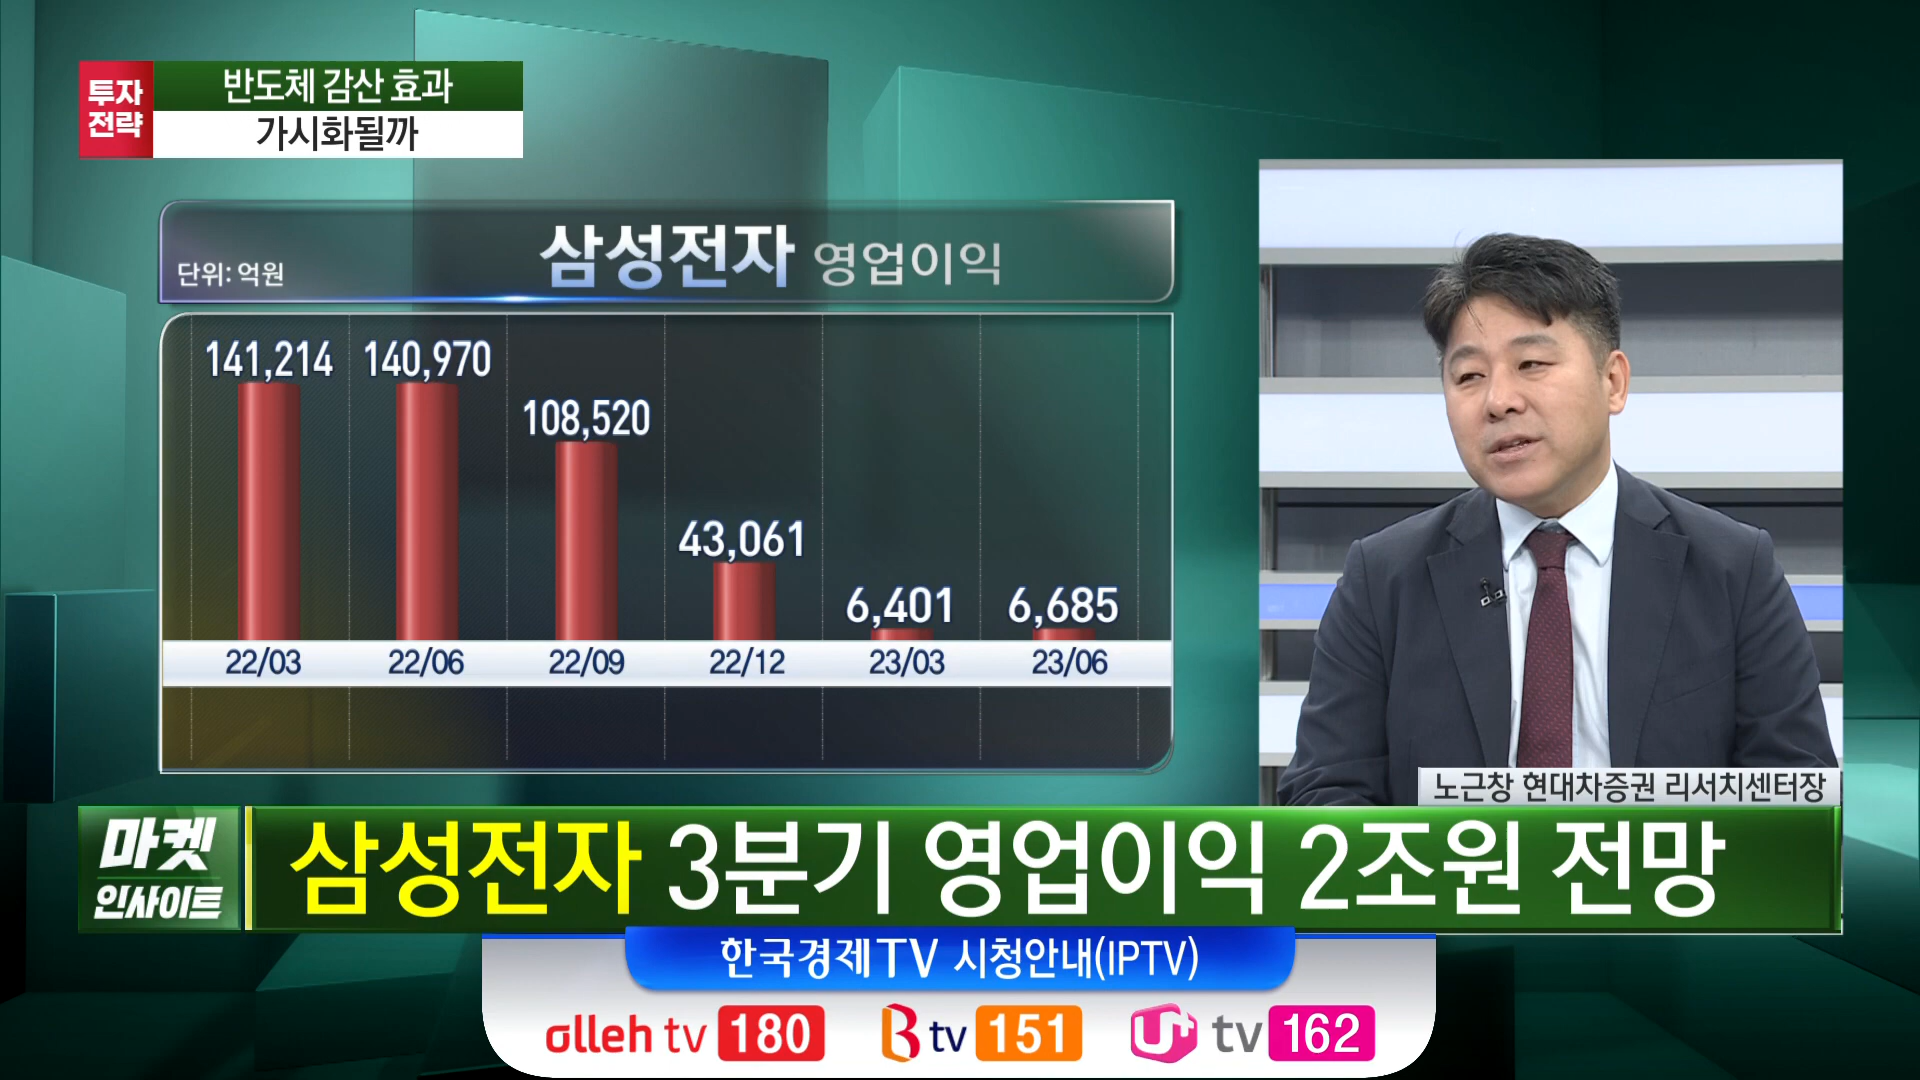 투자
전략
반도체 감산 효과
가시화될까
단위: 억원
삼성전자 영업이익
141,214
140,970
108,520
43,061
6,401
6,685
22/03
22/06
22/09
22/12
23/03
23/06
노근창 현대차증권 리서치센터장
마켓
인사이트
삼성전자 3분기 영업이익 2조원 전망
한국경제TV 시청안내(IPTV)
olleh tv 180
B tv 151
U+ tv 162